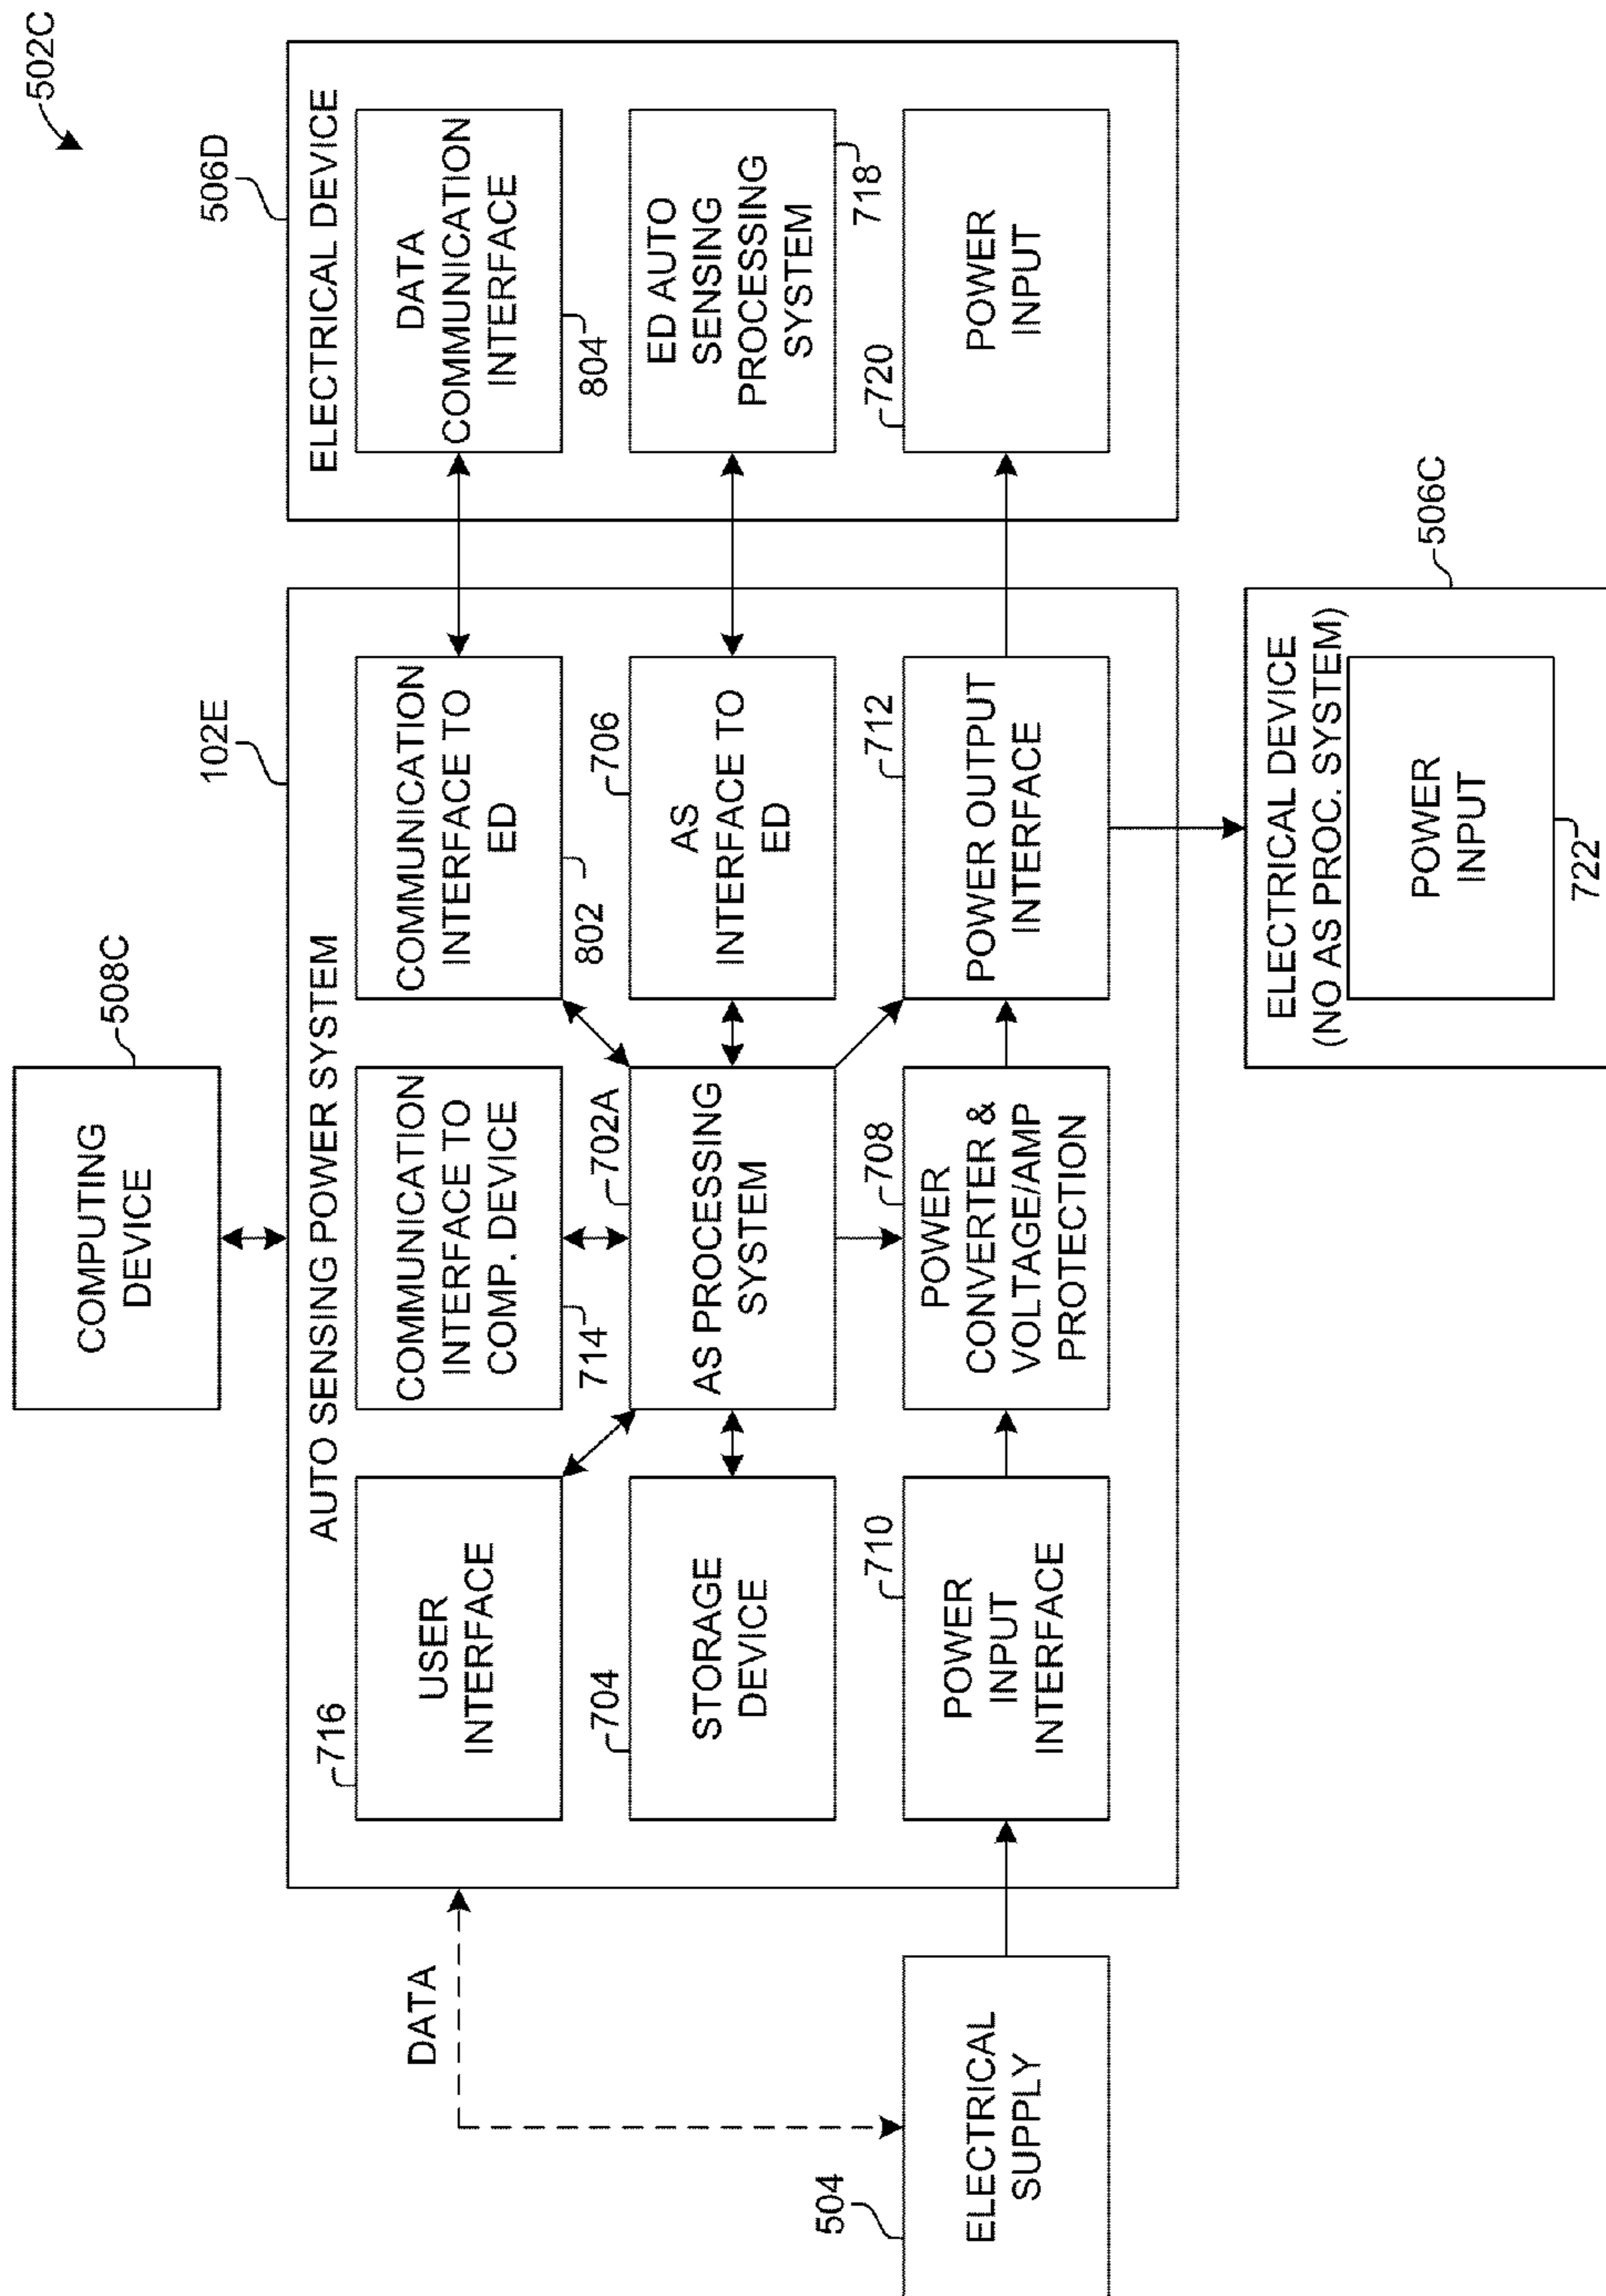 502C
COMPUTING
DEVICE
508C
AUTO SENSING POWER SYSTEM
102E
ELECTRICAL DEVICE
506D
DATA
716
USER
INTERFACE
COMMUNICATION
INTERFACE TO
COMP. DEVICE
714
COMMUNICATION
INTERFACE TO
ED
802
DATA
COMMUNICATION
INTERFACE
804
704
STORAGE
DEVICE
702A
AS PROCESSING
SYSTEM
706
AS
INTERFACE TO
ED
ED AUTO
SENSING
PROCESSING
SYSTEM
718
504
ELECTRICAL
SUPPLY
710
POWER
INPUT
INTERFACE
708
POWER
CONVERTER &
VOLTAGE/AMP
PROTECTION
712
POWER OUTPUT
INTERFACE
720
POWER
INPUT
ELECTRICAL DEVICE
(NO AS PROC. SYSTEM)
506C
POWER
INPUT
722